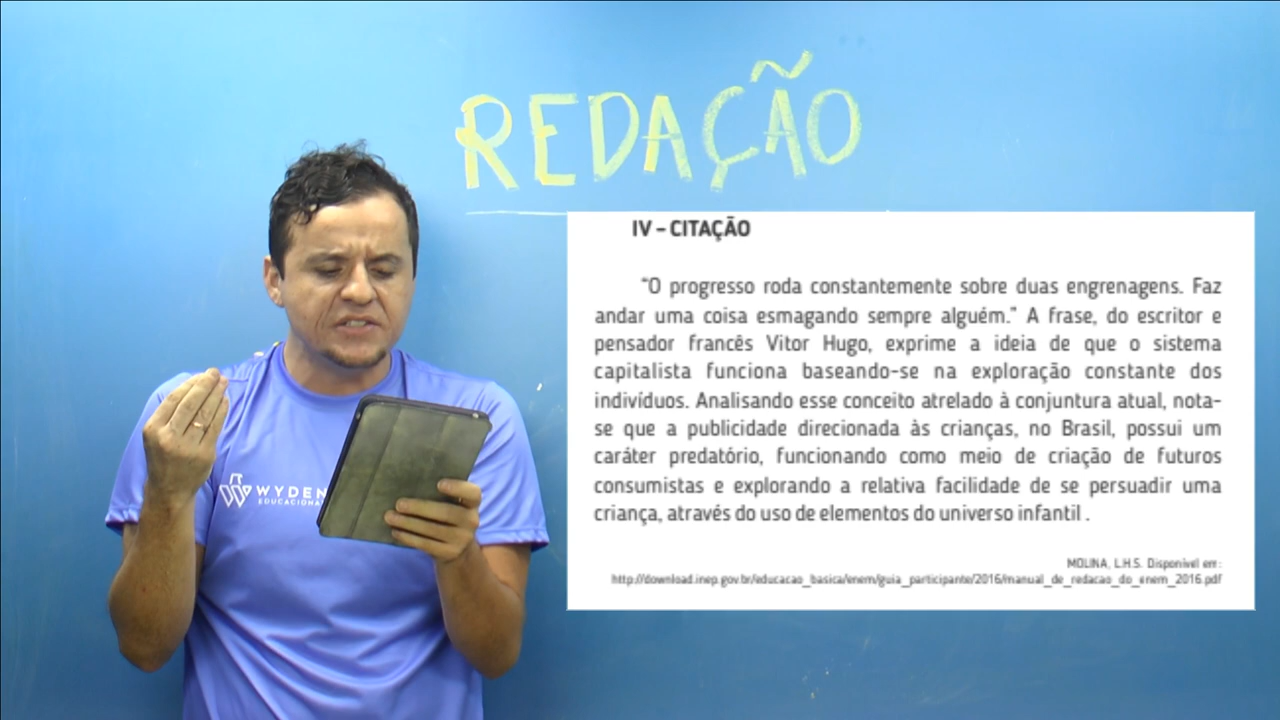 REDAÇÃO
IV – CITAÇÃO
“O progresso roda constantemente sobre duas engrenagens. Faz
andar uma coisa esmagando sempre alguém.” A frase, do escritor e
pensador francês Vitor Hugo, exprime a ideia de que o sistema
capitalista funciona baseando-se na exploração constante dos
indivíduos. Analisando esse conceito atrelado à conjuntura atual, nota-
se que a publicidade direcionada às crianças, no Brasil, possui um
caráter predatório, funcionando como meio de criação de futuros
consumistas e explorando a relativa facilidade de se persuadir uma
criança, através do uso de elementos do universo infantil .
MOLINA, L.H.S. Disponível em:
http://download.inep.gov.br/educacao_basica/enem/guia_participante/2016/manual_de_redacao_do_enem_2016.pdf
WYDEN
EDUCACIONA